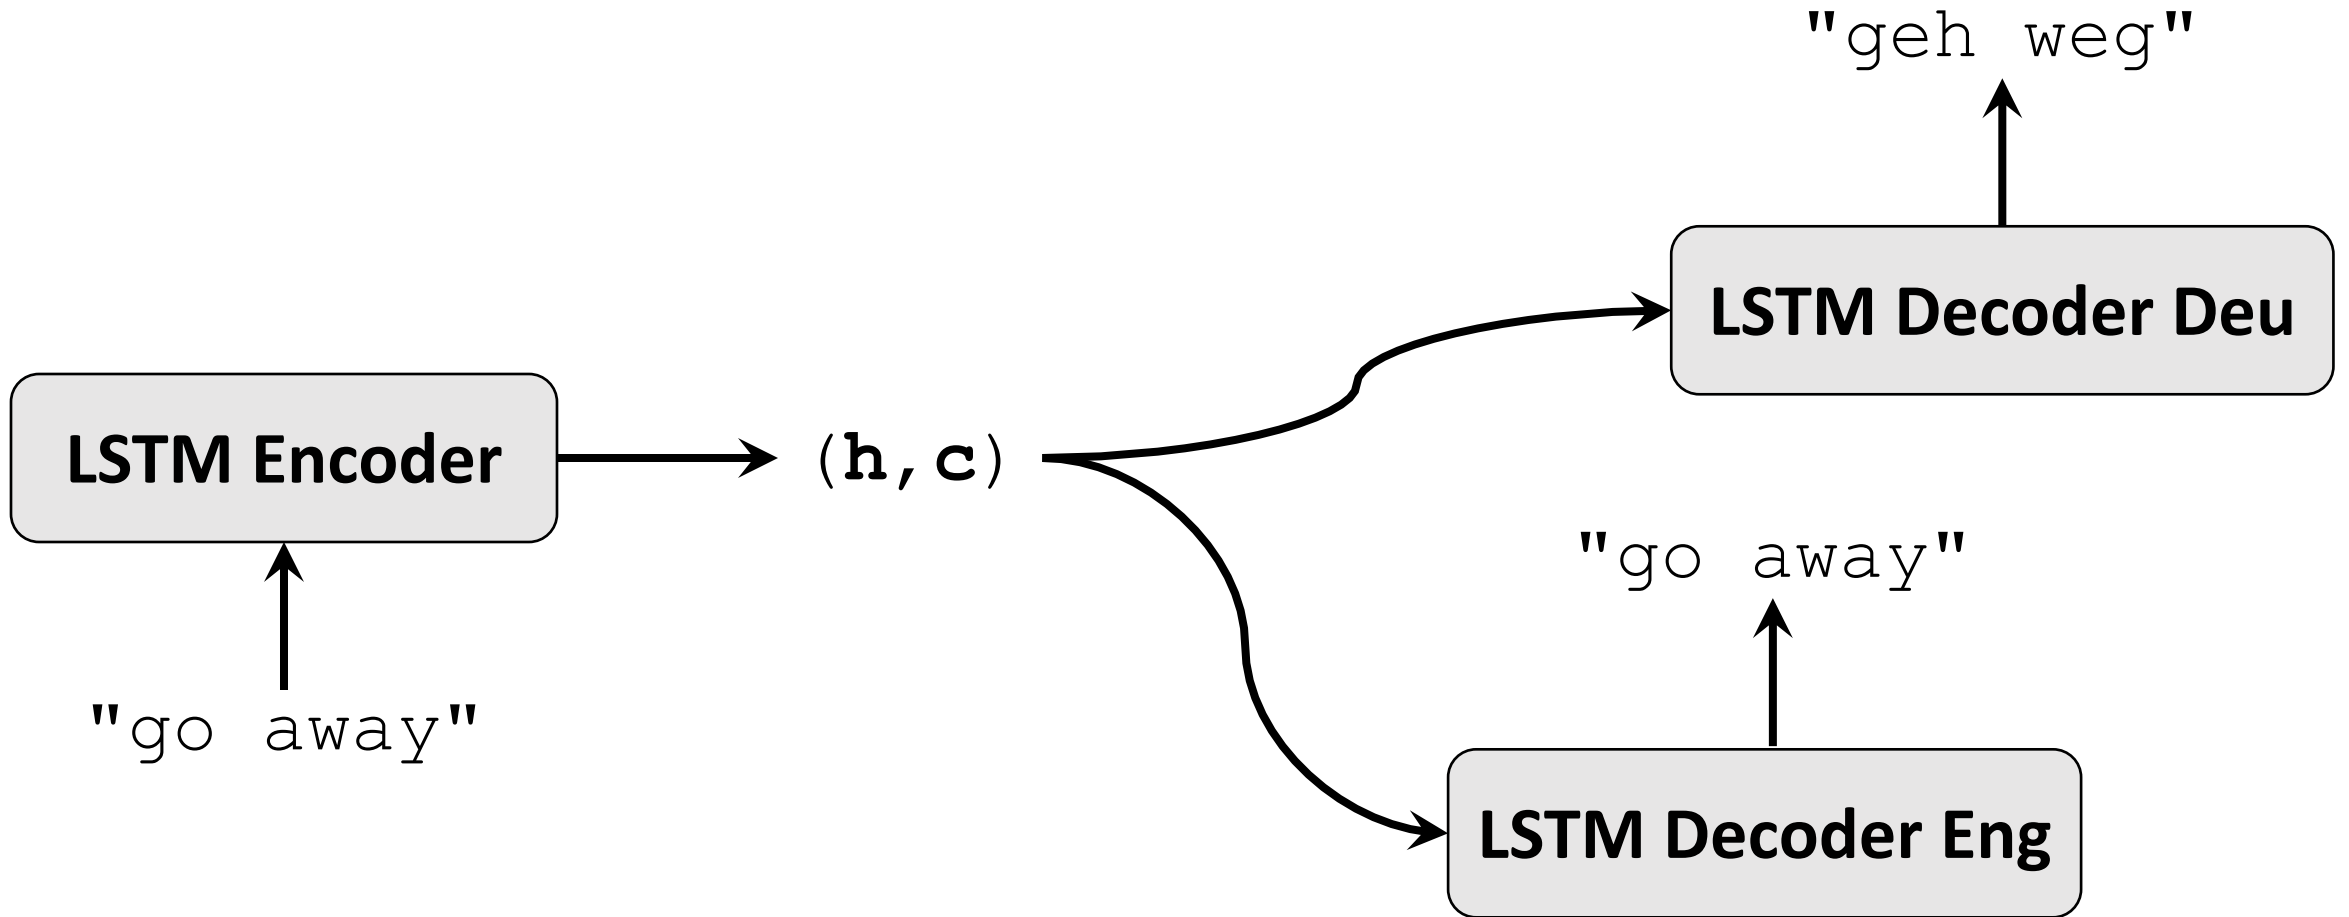 "geh weg"
LSTM Decoder Deu
LSTM Encoder
(h,c)
"go away"
"go away"
LSTM Decoder Eng